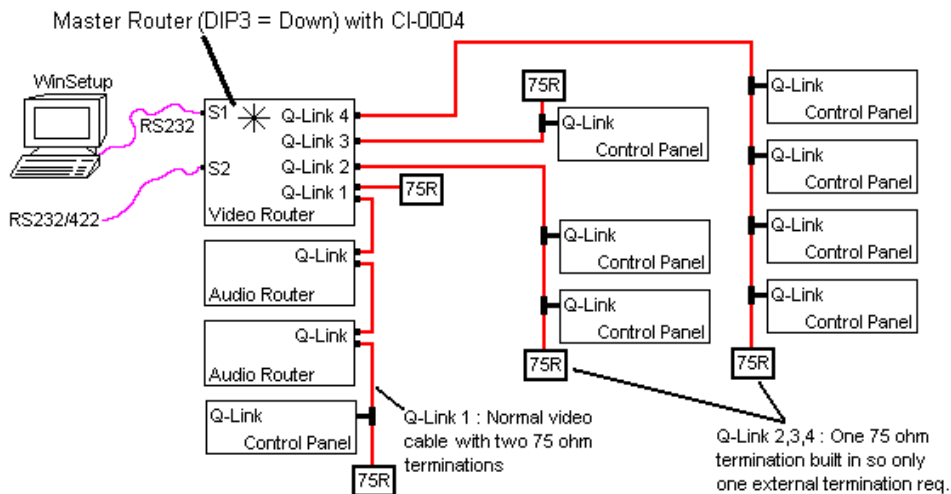 Master Router (DIP3 = Down) with CI-0004
WinSetup
RS232
RS232/422
S1
S2
Q-Link 4
Q-Link 3
Q-Link 2
Q-Link 1
Video Router
75R
75R
Q-Link
Control Panel
Q-Link
Control Panel
Q-Link
Control Panel
Q-Link
Control Panel
Q-Link
Control Panel
75R
Q-Link
Control Panel
Q-Link
Control Panel
75R
Q-Link
Audio Router
Q-Link
Audio Router
Q-Link
Control Panel
75R
Q-Link 1 : Normal video
cable with two 75 ohm
terminations
Q-Link 2,3,4 : One 75 ohm
termination built in so only
one external termination req.